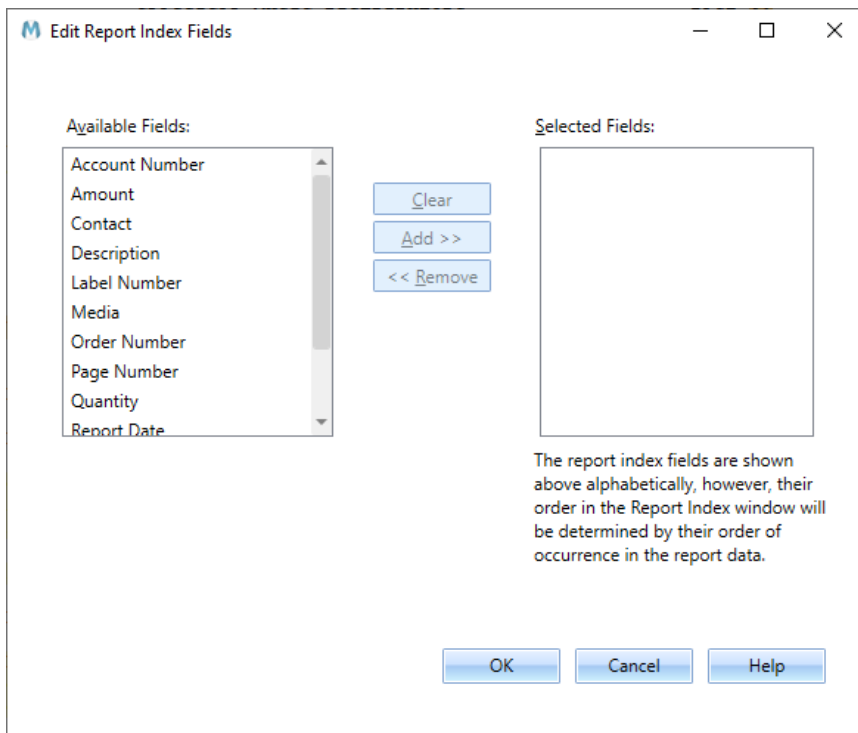 Edit Report Index Fields
Available Fields:
Selected Fields:
Account Number
Amount
Contact
Description
Label Number
Media
Order Number
Page Number
Quantity
Report Date
Clear
Add >>
<< Remove
The report index fields are shown
above alphabetically, however, their
order in the Report Index window will
be determined by their order of
occurrence in the report data.
OK
Cancel
Help